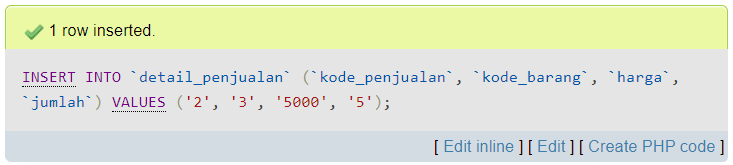 1 row inserted.
INSERT INTO `detail_penjualan` (`kode_penjualan`, `kode_barang`, `harga`,
`jumlah`) VALUES ('2', '3', '5000', '5');
[ Edit inline ] [ Edit ] [ Create PHP code ]